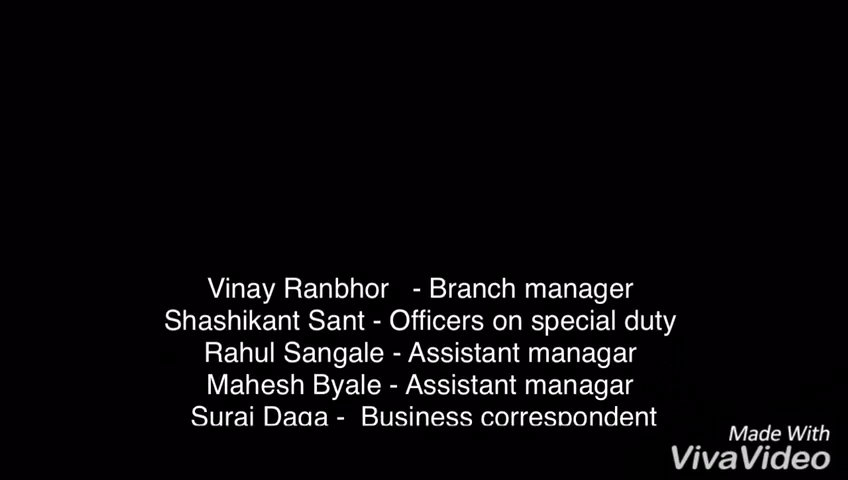 Vinay Ranbhor - Branch manager
Shashikant Sant - Officers on special duty
Rahul Sangale - Assistant managar
Mahesh Byale - Assistant managar
Suraj Daga - Business correspondent
Made With
VivaVideo